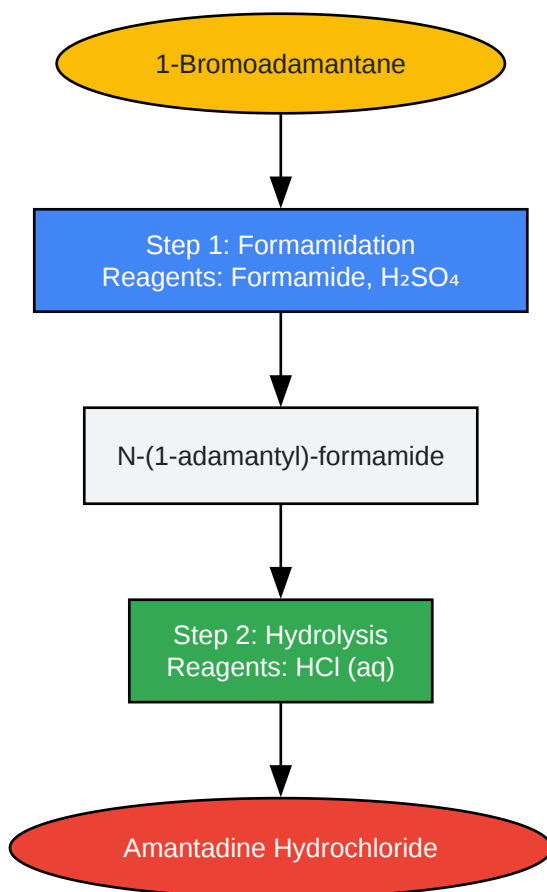 1-Bromoadamantane
Step 1: Formamidation
Reagents: Formamide, H₂SO₄
N-(1-adamantyl)-formamide
Step 2: Hydrolysis
Reagents: HCl (aq)
Amantadine Hydrochloride